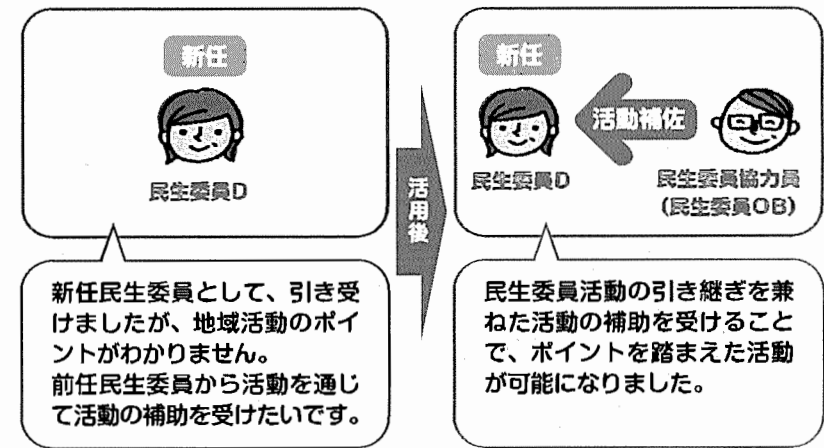 新任
民生委員D
新任民生委員として、引き受
けましたが、地域活動のポイ
ントがわかりません。
前任民生委員から活動を通じ
て活動の補助を受けたいです。
活用後
新任
活動補佐
民生委員D
民生委員協力員
(民生委員OB)
民生委員活動の引き継ぎを兼
ねた活動の補助を受けること
で、ポイントを踏まえた活動
が可能になりました。